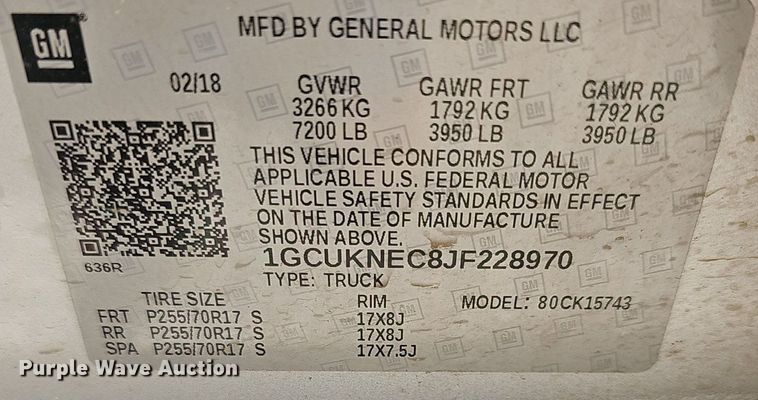 GM
MFD BY GENERAL MOTORS LLC
02/18 GVWR GAWR FRT GAWR RR
3266 KG 1792 KG 1792 KG
7200 LB 3950 LB 3950 LB
THIS VEHICLE CONFORMS TO ALL
APPLICABLE U.S. FEDERAL MOTOR
VEHICLE SAFETY STANDARDS IN EFFECT
ON THE DATE OF MANUFACTURE
SHOWN ABOVE.
636R
1GCUKNEC8JF228970
TYPE: TRUCK
TIRE SIZE RIM MODEL: 80CK15743
FRT P255/70R17 S 17X8J
RR P255/70R17 S 17X8J
SPA P255/70R17 S 17X7.5J
Purple Wave Auction